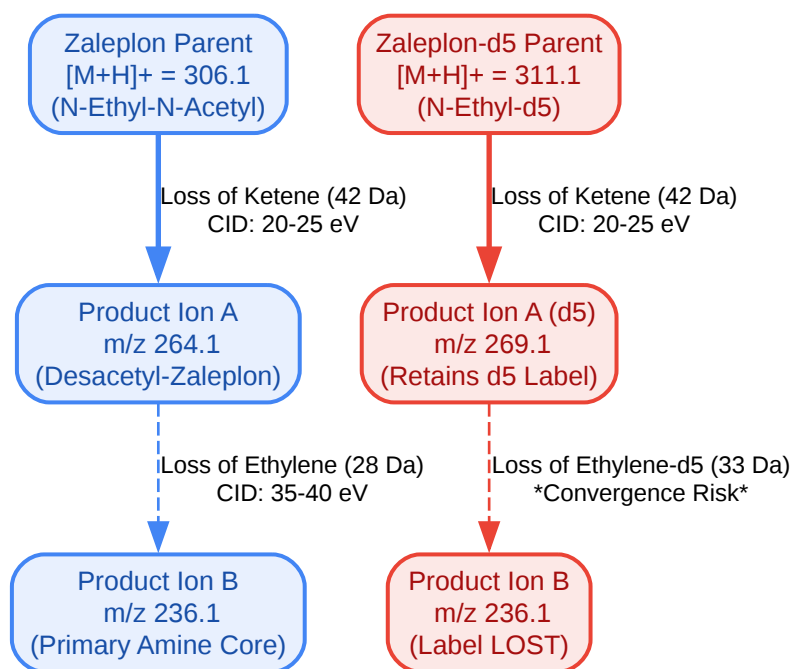 Zaleplon Parent
[M+H]+ = 306.1
(N-Ethyl-N-Acetyl)
Zaleplon-d5 Parent
[M+H]+ = 311.1
(N-Ethyl-d5)
Loss of Ketene (42 Da)
CID: 20-25 eV
Loss of Ketene (42 Da)
CID: 20-25 eV
Product Ion A
m/z 264.1
(Desacetyl-Zaleplon)
Product Ion A (d5)
m/z 269.1
(Retains d5 Label)
Loss of Ethylene (28 Da)
CID: 35-40 eV
Loss of Ethylene-d5 (33 Da)
*Convergence Risk*
Product Ion B
m/z 236.1
(Primary Amine Core)
Product Ion B
m/z 236.1
(Label LOST)